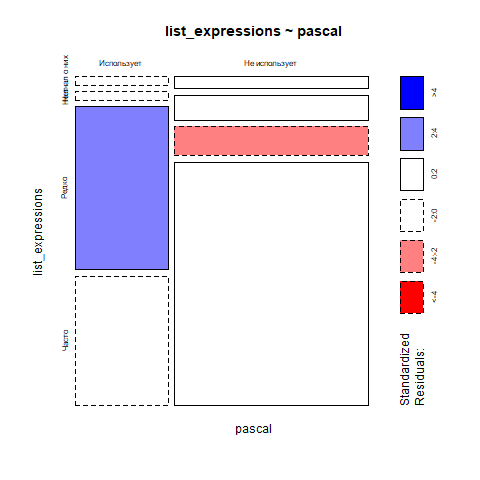 list_expressions ~ pascal
Использует
Не использует
о них
Редко
Часто
list_expressions
pascal
>4
2:4
0:2
-2:0
-4:-2
<-4
Standardized
Residuals: